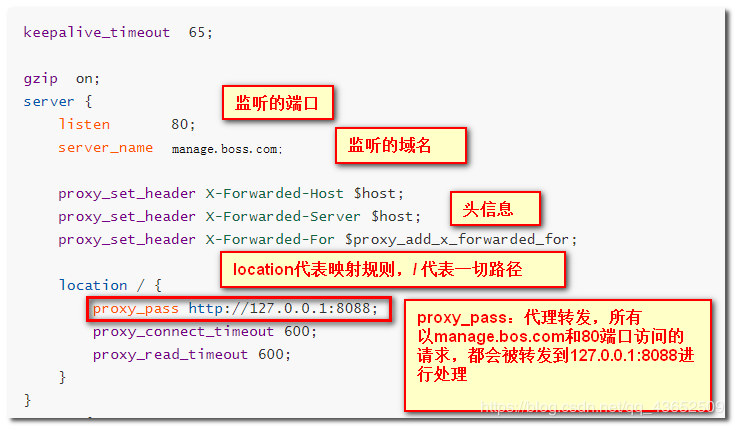 keepalive_timeout  65;
gzip  on;
server {
监听的端口
listen       80;
监听的域名
server_name  manage.boss.com;
proxy_set_header X-Forwarded-Host $host;
头信息
proxy_set_header X-Forwarded-Server $host;
proxy_set_header X-Forwarded-For $proxy_add_x_forwarded_for;
location代表映射规则，/ 代表一切路径
location / {
proxy_pass http://127.0.0.1:8088;
proxy_connect_timeout 600;
proxy_read_timeout 600;
}
}
proxy_pass：代理转发，所有
以manage.bos.com和80端口访问的
请求，都会被转发到127.0.0.1:8088进
行处理
https://blog.csdn.net/qq_43652509